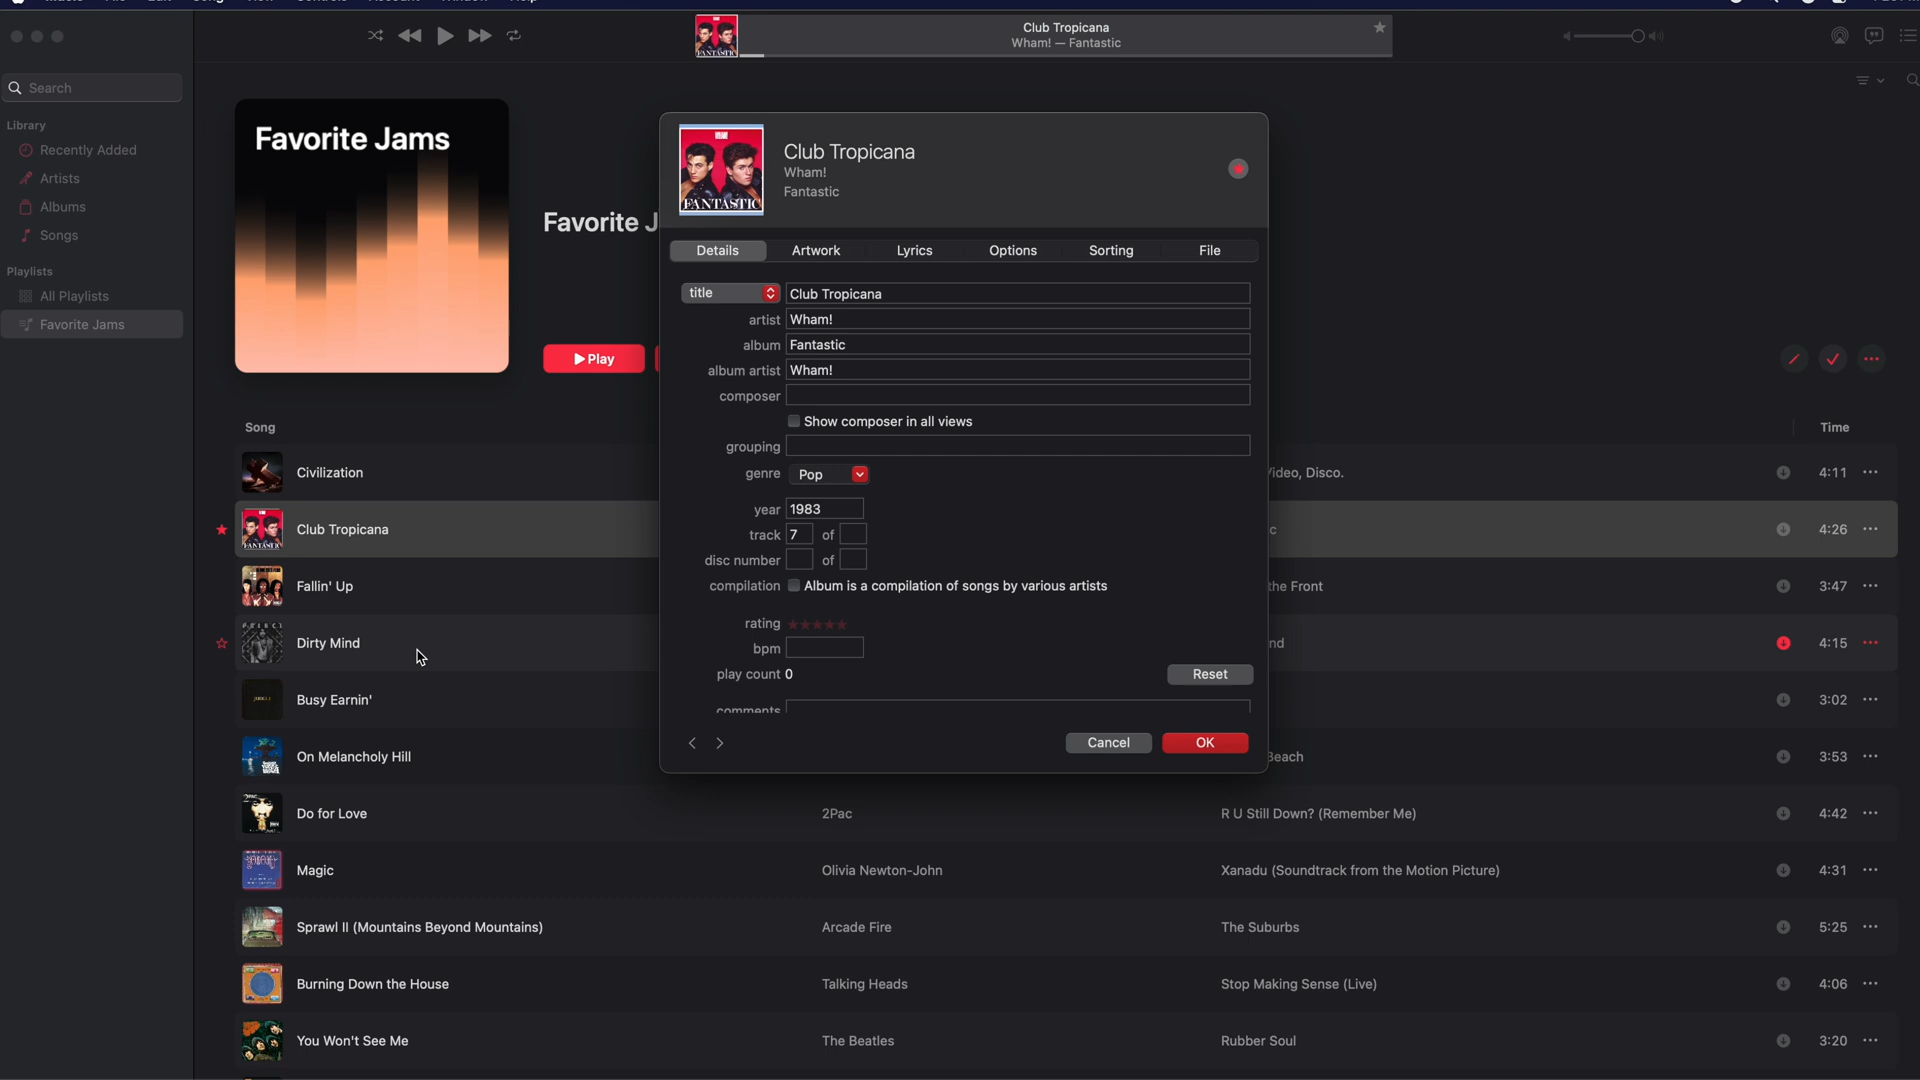 Club Tropicana
Wham! — Fantastic
Search
Library
Recently Added
Artists
Albums
Songs
Playlists
All Playlists
Favorite Jams
Favorite Jams
Favorite J
Play
Club Tropicana
Wham!
Fantastic
FANTASTIC
Details Artwork Lyrics Options Sorting File
title Club Tropicana
artist Wham!
album Fantastic
album artist Wham!
composer
Show composer in all views
grouping
genre Pop
year 1983
track 7 of
disc number of
compilation Album is a compilation of songs by various artists
rating
bpm
play count 0 Reset
comments
Cancel OK
Song Time
Civilization Video, Disco. 4:11
Club Tropicana c 4:26
Fallin' Up the Front 3:47
Dirty Mind nd 4:15
Busy Earnin' 3:02
On Melancholy Hill Beach 3:53
Do for Love 2Pac R U Still Down? (Remember Me) 4:42
Magic Olivia Newton-John Xanadu (Soundtrack from the Motion Picture) 4:31
Sprawl II (Mountains Beyond Mountains) Arcade Fire The Suburbs 5:25
Burning Down the House Talking Heads Stop Making Sense (Live) 4:06
You Won't See Me The Beatles Rubber Soul 3:20